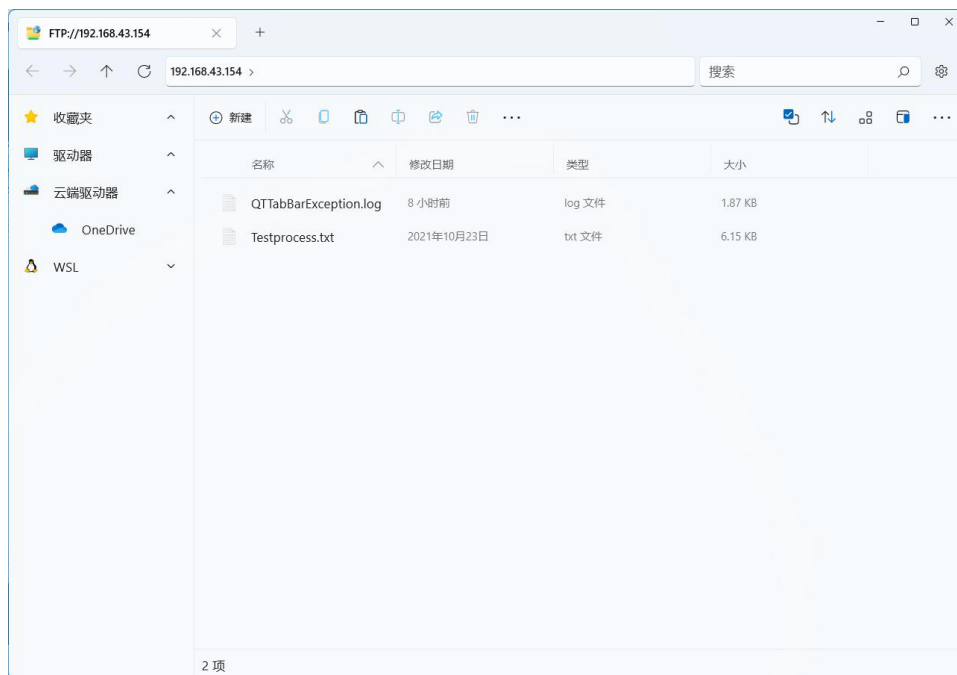 FTP://192.168.43.154
192.168.43.154 >
搜索
收藏夹
驱动器
云端驱动器
OneDrive
WSL
新建
名称 修改日期 类型 大小
QTTabBarException.log 8 小时前 log 文件 1.87 KB
Testprocess.txt 2021年10月23日 txt 文件 6.15 KB
2 项